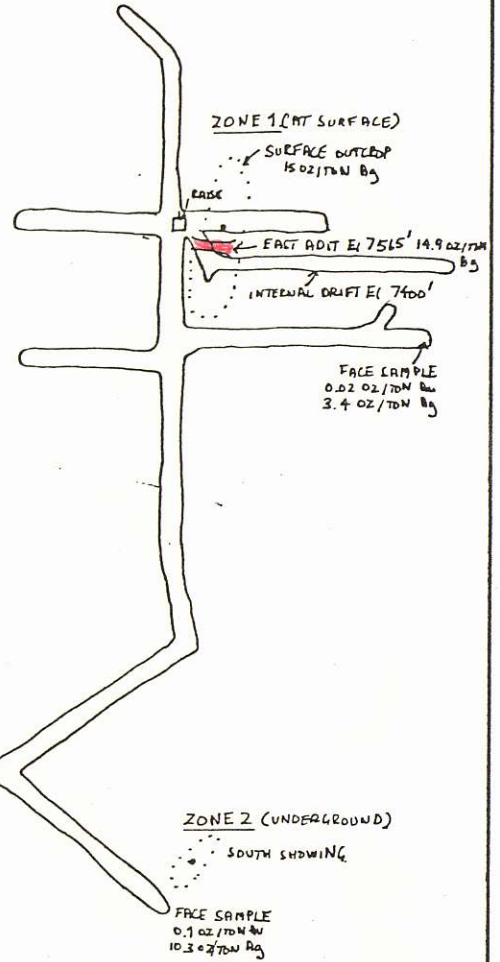 ZONE 1 (AT SURFACE)
SURFACE OUTCROP
15 OZ/TON Ag
RAISE
EAST ADIT El 7565' 14.9 OZ/TON
Ag
INTERNAL DRIFT El 7400'
FACE SAMPLE
0.02 OZ/TON Au
3.4 OZ/TON Ag
ZONE 2 (UNDERGROUND)
SOUTH SHOWING
FACE SAMPLE
0.1 OZ/TON Au
10.3 OZ/TON Ag